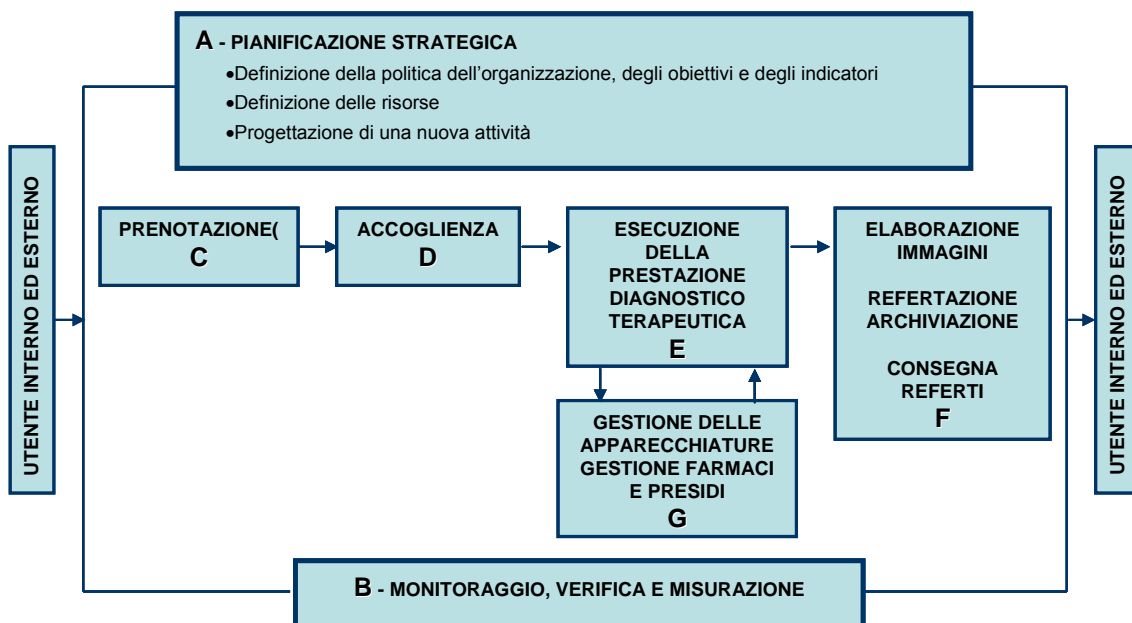 A - PIANIFICAZIONE STRATEGICA
•Definizione della politica dell'organizzazione, degli obiettivi e degli indicatori
•Definizione delle risorse
•Progettazione di una nuova attività
UTENTE INTERNO ED ESTERNO
PRENOTAZIONE(
C
ACCOGLIENZA
D
ESECUZIONE
DELLA
PRESTAZIONE
DIAGNOSTICO
TERAPEUTICA
E
GESTIONE DELLE
APPARECCHIATURE
GESTIONE FARMACI
E PRESIDI
G
ELABORAZIONE
IMMAGINI
REFERTAZIONE
ARCHIVIAZIONE
CONSEGNA
REFERTI
F
UTENTE INTERNO ED ESTERNO
B - MONITORAGGIO, VERIFICA E MISURAZIONE